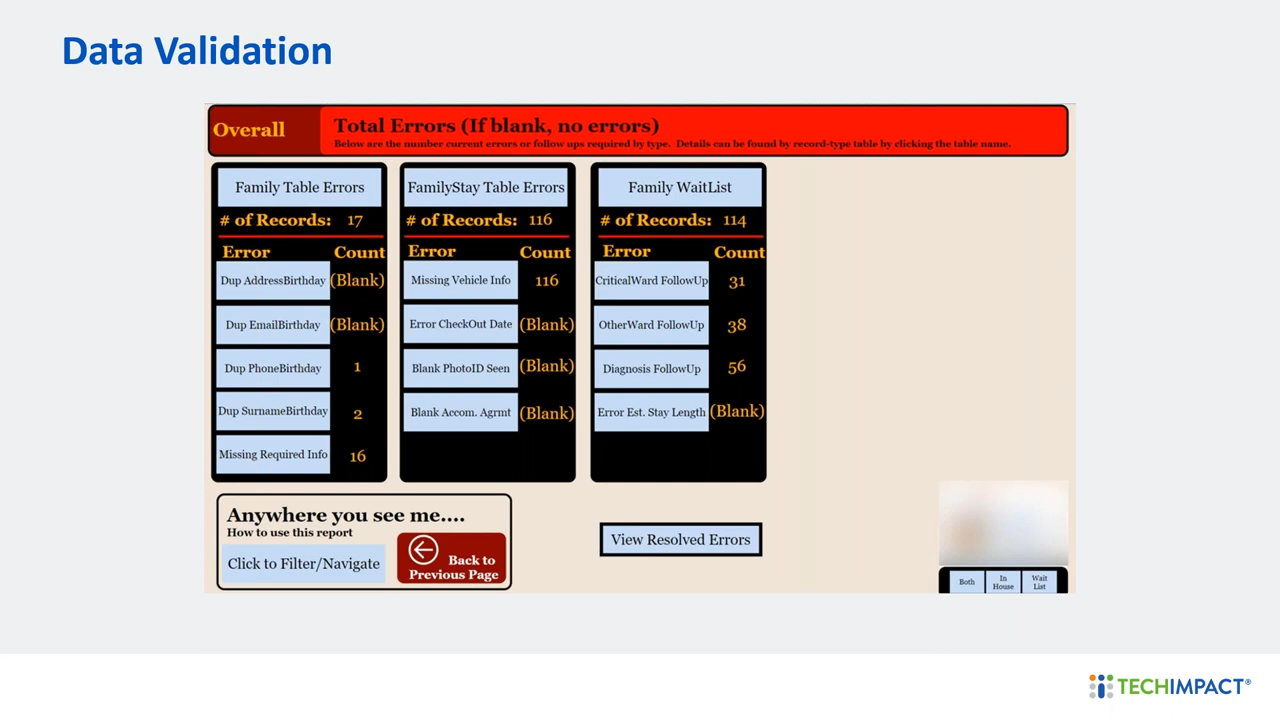 Data Validation
Overall
Total Errors (If blank, no errors)
Below are the number current errors or follow ups required by type. Details can be found by record-type table by clicking the table name.
Family Table Errors
# of Records: 17
Error Count
Dup AddressBirthday (Blank)
Dup EmailBirthday (Blank)
Dup PhoneBirthday 1
Dup SurnameBirthday 2
Missing Required Info 16
FamilyStay Table Errors
# of Records: 116
Error Count
Missing Vehicle Info 116
Error CheckOut Date (Blank)
Blank PhotoID Seen (Blank)
Blank Accom. Agrmt (Blank)
Family WaitList
# of Records: 114
Error Count
CriticalWard FollowUp 31
OtherWard FollowUp 38
Diagnosis FollowUp 56
Error Est. Stay Length (Blank)
Anywhere you see me....
How to use this report
Click to Filter/Navigate
Back to
Previous Page
View Resolved Errors
Both
In
House
Wait
List
TECHIMPACT®